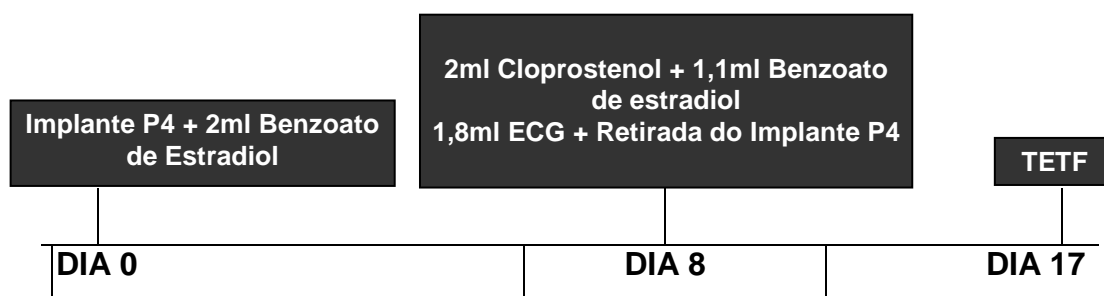 Implante P4 + 2ml Benzoato
de Estradiol
2ml Cloprostenol + 1,1ml Benzoato
de estradiol
1,8ml ECG + Retirada do Implante P4
TETF
DIA 0
DIA 8
DIA 17